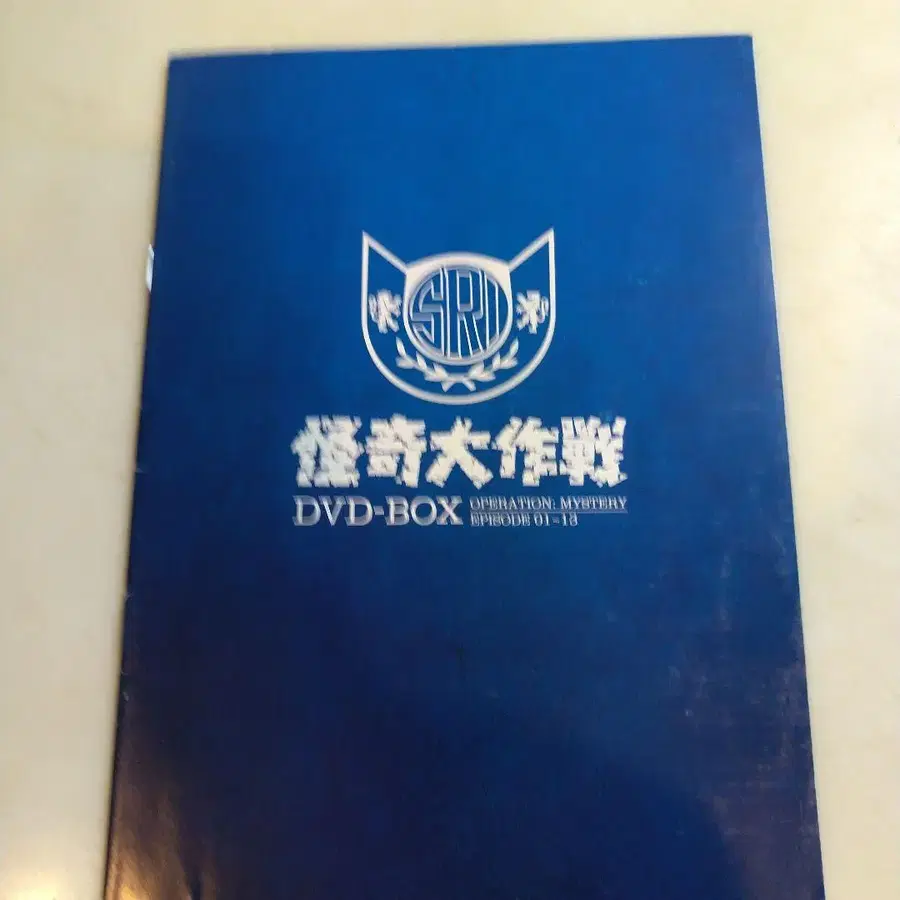 SRI
怪奇大作戦
DVD-BOX
OPERATION: MYSTERY
EPISODE 01-13